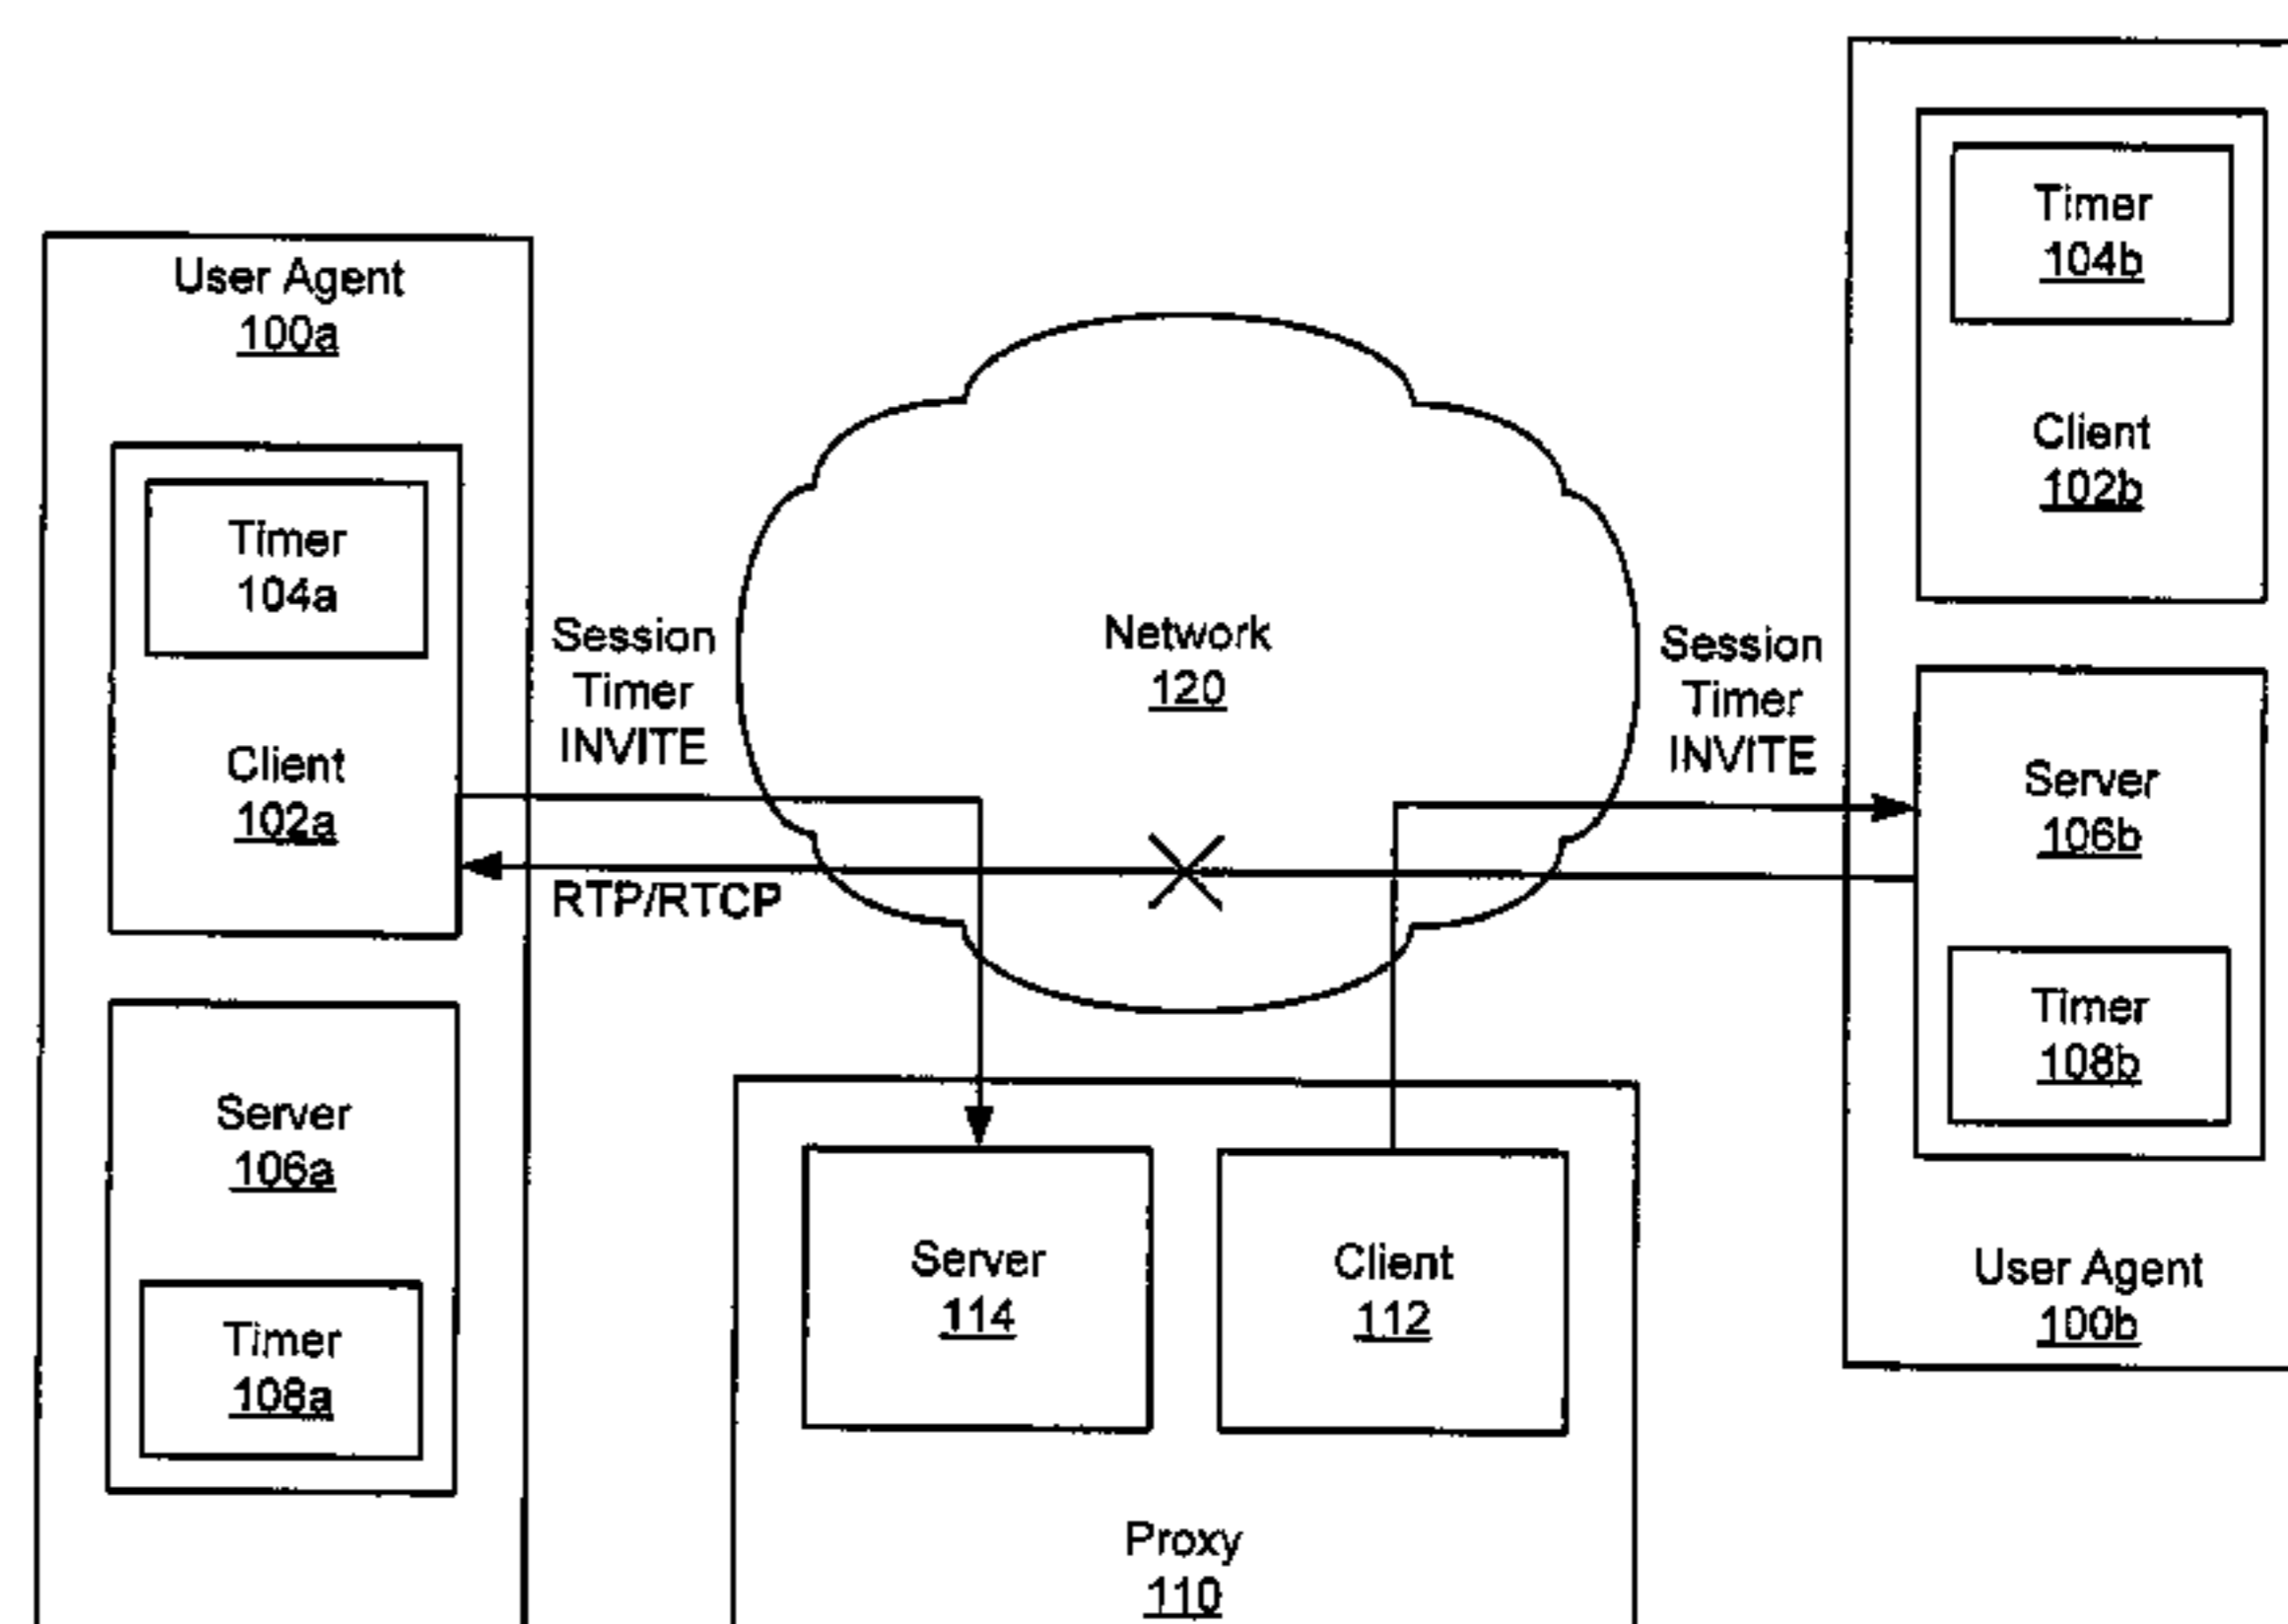 User Agent
100a
Timer
104a
Client
102a
Server
106a
Timer
108a
Session
Timer
INVITE
RTP/RTCP
Network
120
Server
114
Client
112
Proxy
110
Session
Timer
INVITE
Timer
104b
Client
102b
Server
106b
Timer
108b
User Agent
100b